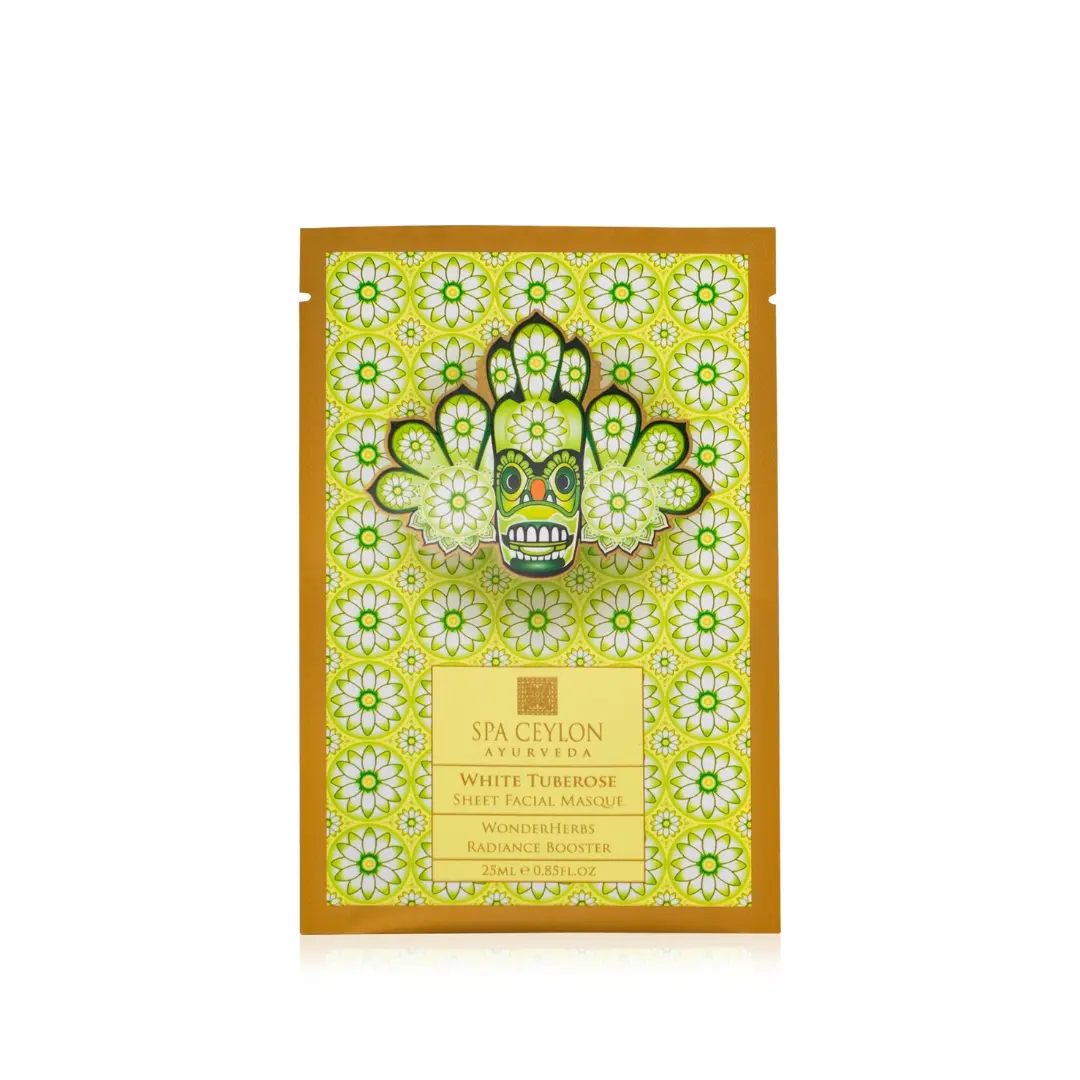 SPA CEYLON
AYURVEDA
WHITE TUBEROSE
SHEET FACIAL MASQUE
WONDERHERBS
RADIANCE BOOSTER
25ML ℮ 0.85FL.OZ